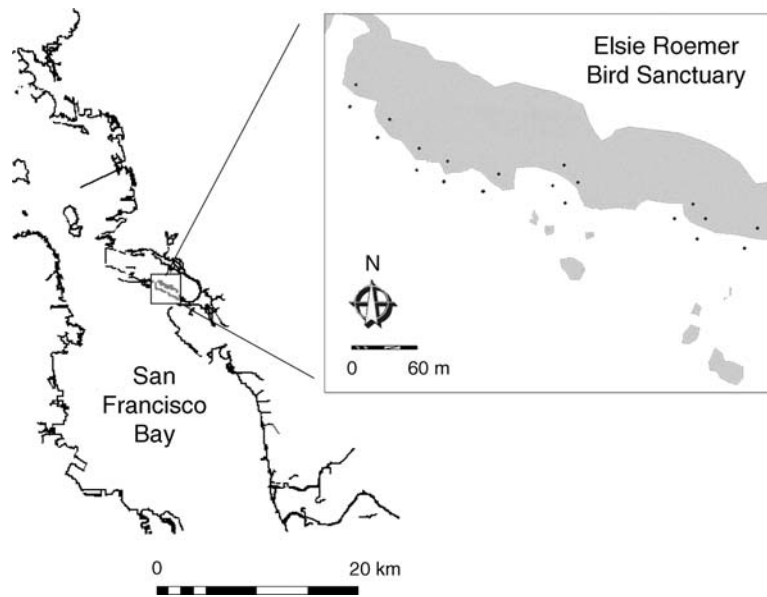 Elsie Roemer
Bird Sanctuary
N
0 60 m
San
Francisco
Bay
0 20 km